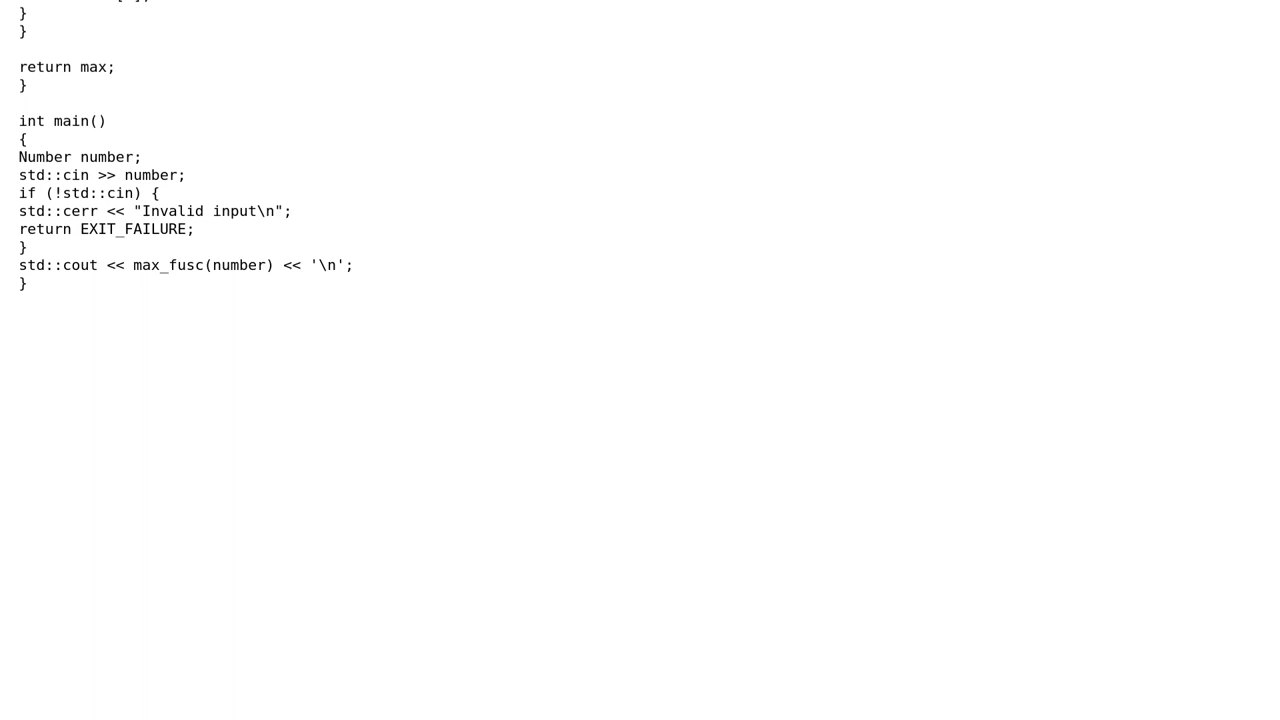 }
}
return max;
}
int main()
{
Number number;
std::cin >> number;
if (!std::cin) {
std::cerr << "Invalid input\n";
return EXIT_FAILURE;
}
std::cout << max_fusc(number) << '\n';
}